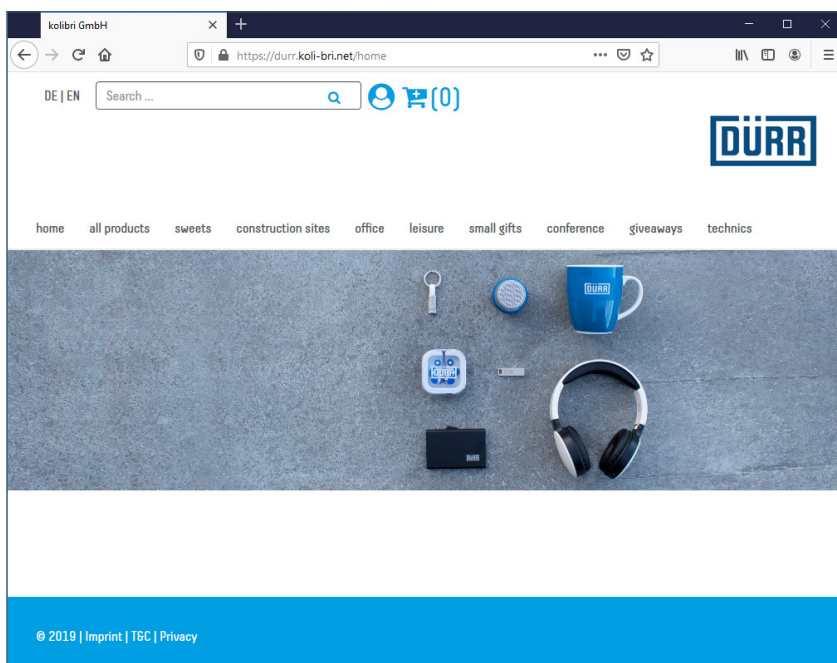 kolibri GmbH
https://durr.koli-bri.net/home
DE | EN
Search ...
(0)
DÜRR
home all products sweets construction sites office leisure small gifts conference giveaways technics
DÜRR
DÜRR
DÜRR
© 2019 | Imprint | T&C | Privacy